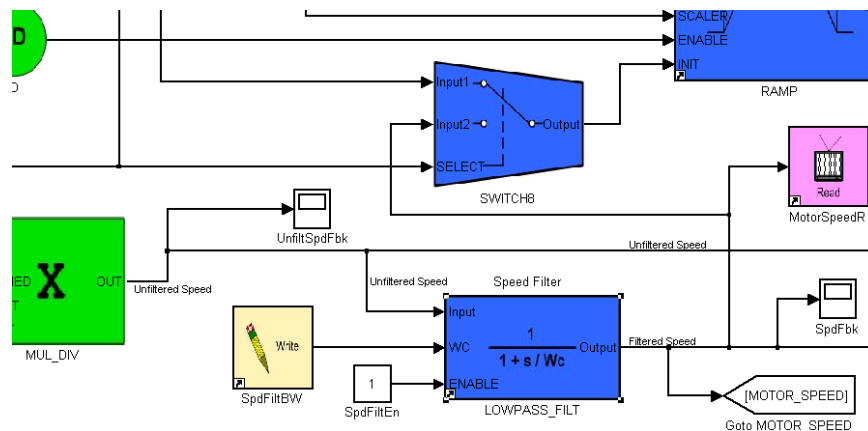 SCALER
D
ENABLE
INIT
RAMP
Input1
Input2
Output
SELECT
SWITCH8
Read
MotorSpeedR
UnfiltSpdFbk
Unfiltered Speed
X
OUT
Unfiltered Speed
Unfiltered Speed
Speed Filter
MUL_DIV
Write
SpdFiltBW
Input
WC
1
1 + s / Wc
Output
ENABLE
LOWPASS_FILT
1
SpdFiltEn
Filtered Speed
SpdFbk
[MOTOR_SPEED]
Goto MOTOR_SPEED